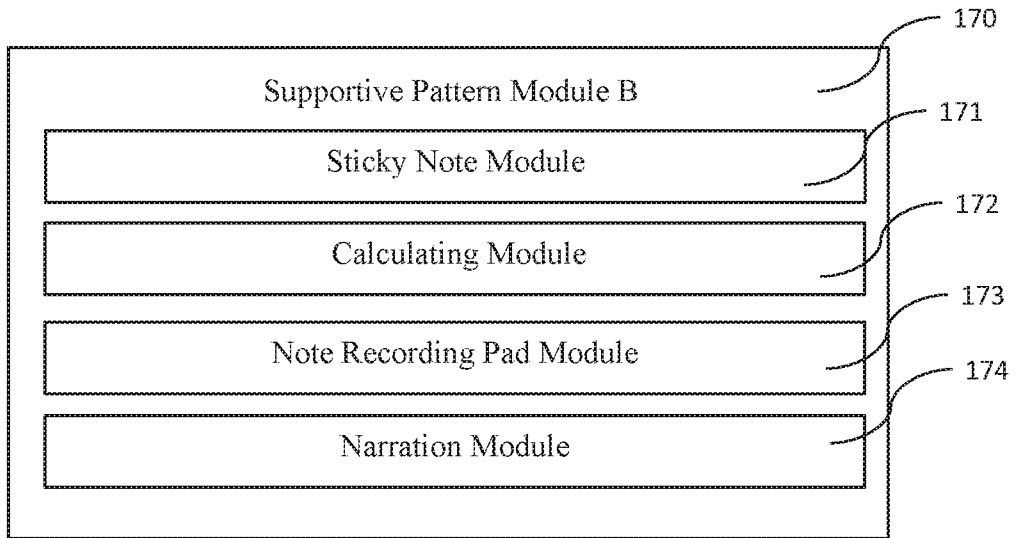 170
Supportive Pattern Module B
171
Sticky Note Module
172
Calculating Module
173
Note Recording Pad Module
174
Narration Module